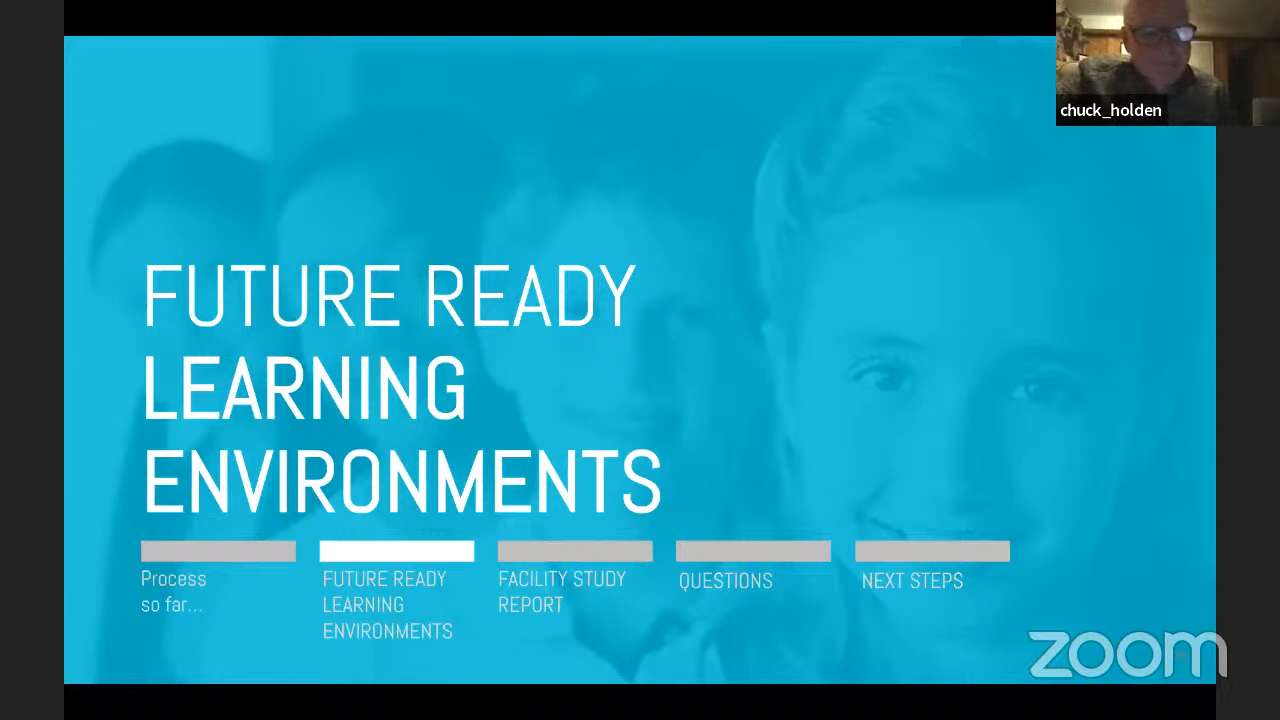 chuck_holden
FUTURE READY
LEARNING
ENVIRONMENTS
Process
so far...
FUTURE READY
LEARNING
ENVIRONMENTS
FACILITY STUDY
REPORT
QUESTIONS
NEXT STEPS
zoom